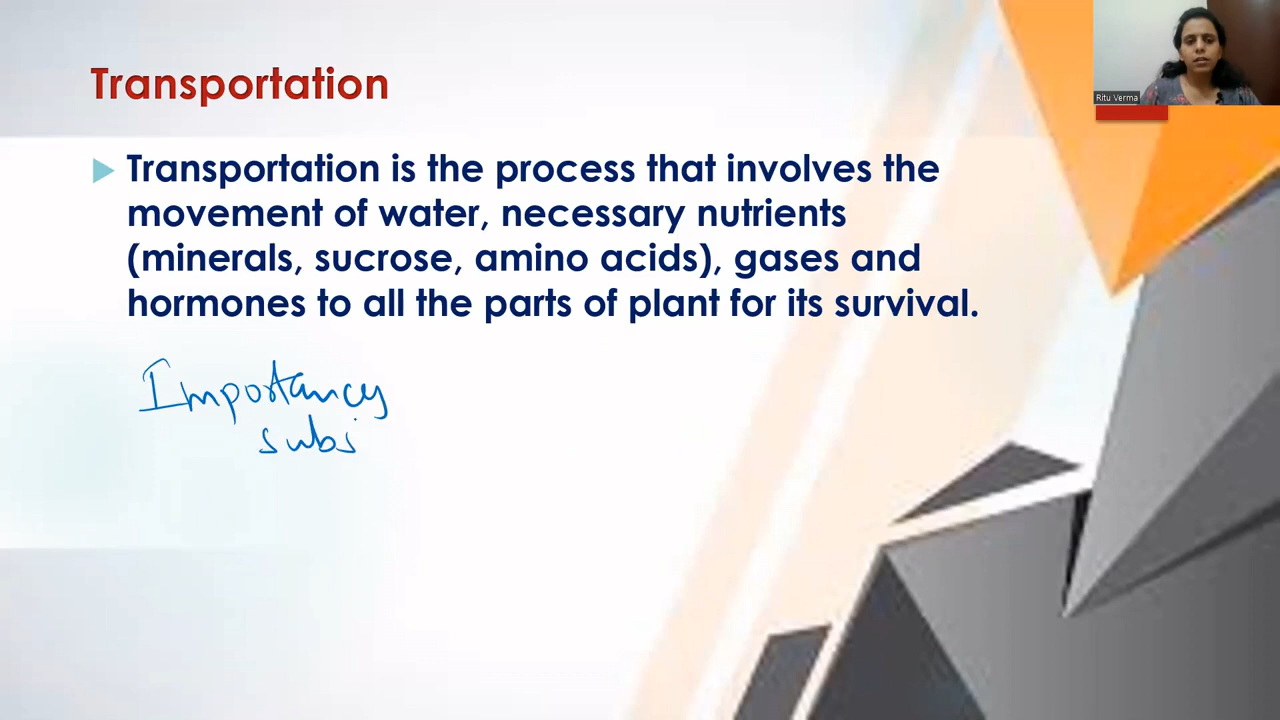 Transportation
Transportation is the process that involves the
movement of water, necessary nutrients
(minerals, sucrose, amino acids), gases and
hormones to all the parts of plant for its survival.
Importancy
subs
Ritu Verma